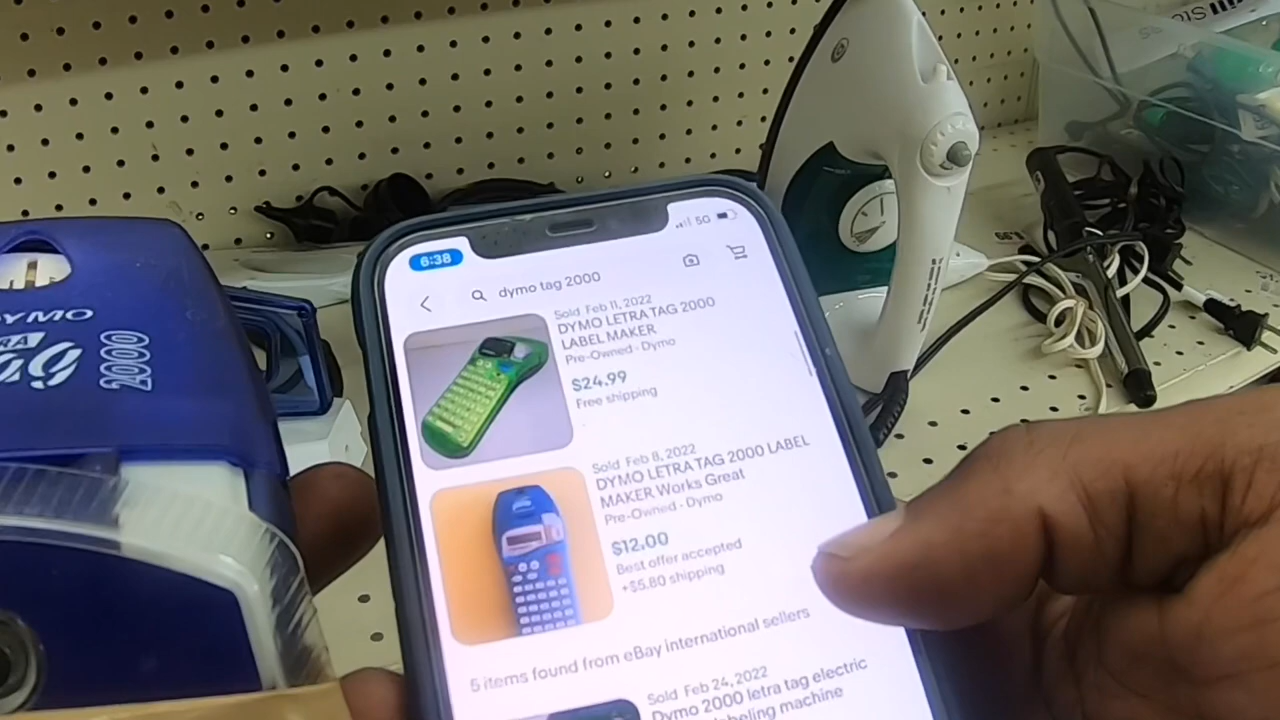 6:38
5G
dymo tag 2000
Sold Feb 11, 2022
DYMO LETRA TAG 2000
LABEL MAKER
Pre-Owned · Dymo
$24.99
Free shipping
Sold Feb 8, 2022
DYMO LETRA TAG 2000 LABEL
MAKER Works Great
Pre-Owned · Dymo
$12.00
Best offer accepted
+$5.80 shipping
5 items found from eBay international sellers
Sold Feb 24, 2022
Dymo 2000 letra tag electric
machine
DYMO
2000